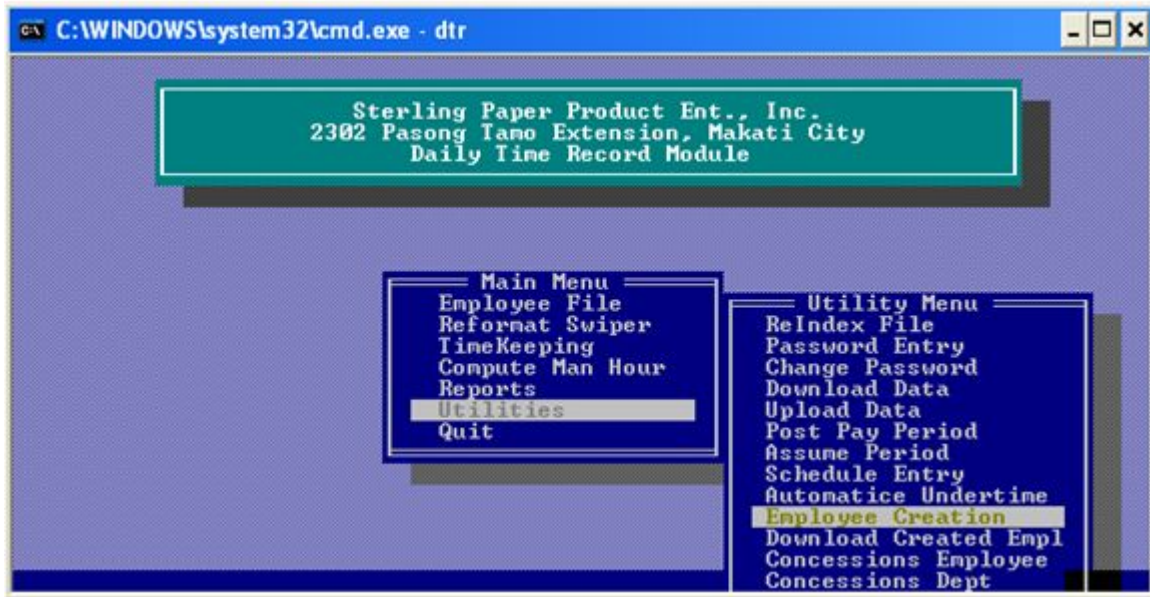 C:\WINDOWS\system32\cmd.exe - dtr
Sterling Paper Product Ent., Inc.
2302 Pasong Tamo Extension, Makati City
Daily Time Record Module
Main Menu
Employee File
Reformat Swiper
TimeKeeping
Compute Man Hour
Reports
Utilities
Quit
Utility Menu
ReIndex File
Password Entry
Change Password
Download Data
Upload Data
Post Pay Period
Assume Period
Schedule Entry
Automatice Undertime
Employee Creation
Download Created Empl
Concessions Employee
Concessions Dept